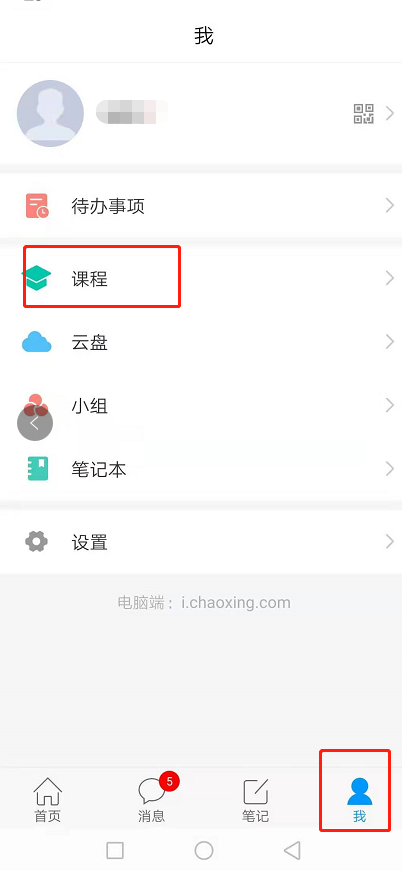 我
待办事项
课程
云盘
小组
笔记本
设置
电脑端：i.chaoxing.com
5
首页
消息
笔记
我